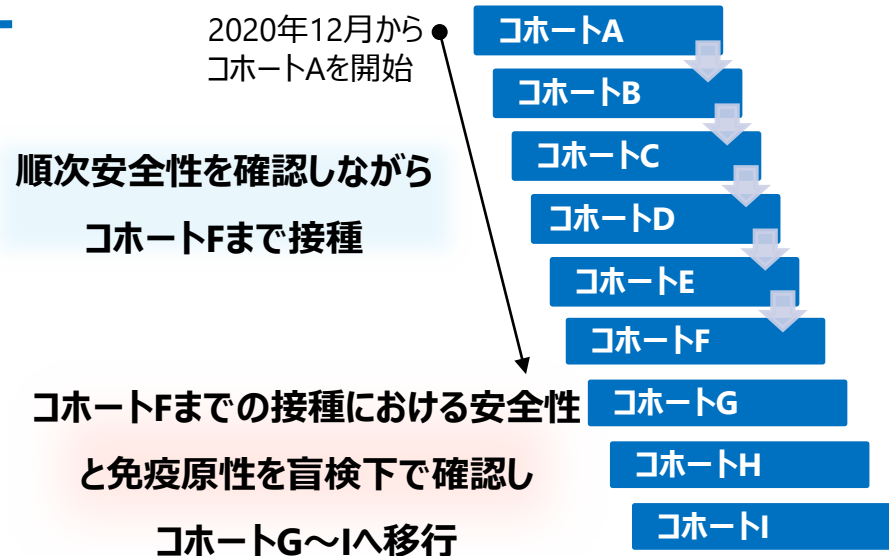 2020年12月から
コホートAを開始
コホートA
コホートB
コホートC
順次安全性を確認しながら
コホートFまで接種
コホートD
コホートE
コホートF
コホートFまでの接種における安全性
と免疫原性を盲検下で確認し
コホートG～Iへ移行
コホートG
コホートH
コホートI